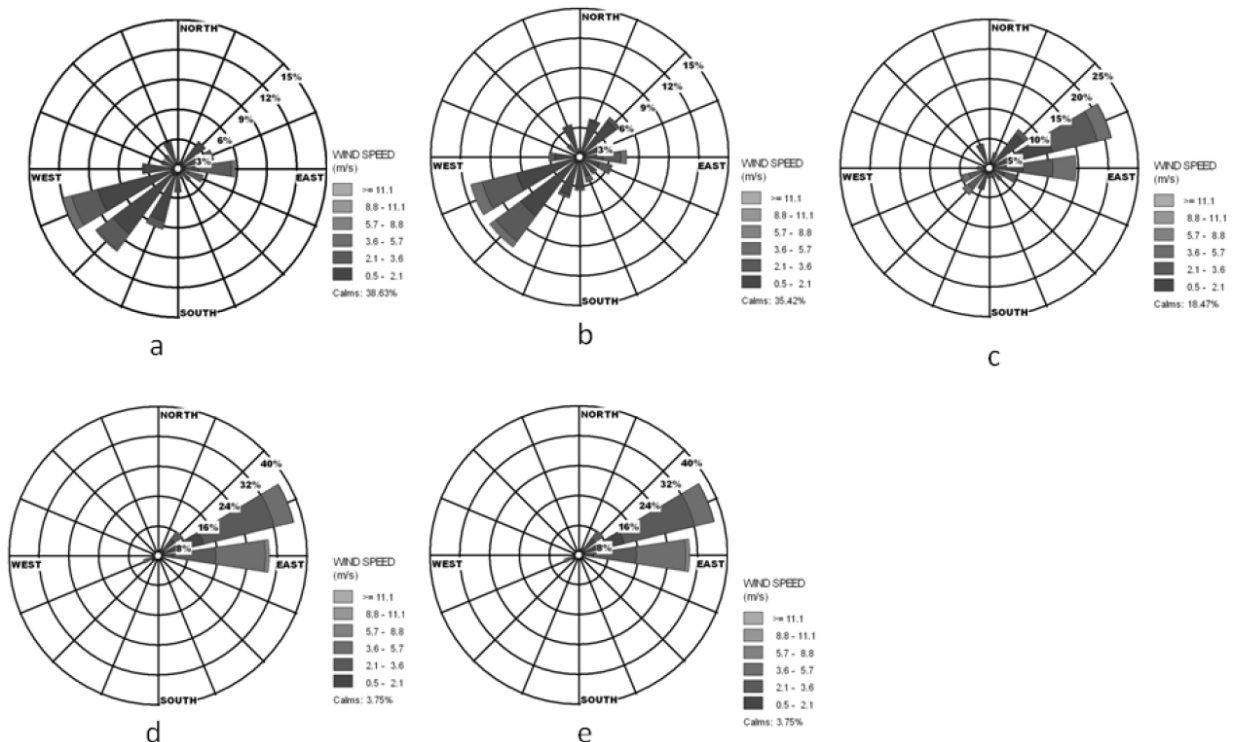 NORTH
15%
12%
9%
6%
3%
WEST
EAST
SOUTH
WIND SPEED
(m/s)
>= 11.1
8.8 - 11.1
5.7 - 8.8
3.6 - 5.7
2.1 - 3.6
0.5 - 2.1
Calms: 38.63%
a
NORTH
15%
12%
9%
6%
3%
WEST
EAST
SOUTH
WIND SPEED
(m/s)
>= 11.1
8.8 - 11.1
5.7 - 8.8
3.6 - 5.7
2.1 - 3.6
0.5 - 2.1
Calms: 35.42%
b
NORTH
25%
20%
15%
10%
5%
WEST
EAST
SOUTH
WIND SPEED
(m/s)
>= 11.1
8.8 - 11.1
5.7 - 8.8
3.6 - 5.7
2.1 - 3.6
0.5 - 2.1
Calms: 18.47%
c
NORTH
40%
32%
24%
16%
8%
WEST
EAST
SOUTH
WIND SPEED
(m/s)
>= 11.1
8.8 - 11.1
5.7 - 8.8
3.6 - 5.7
2.1 - 3.6
0.5 - 2.1
Calms: 3.75%
d
NORTH
40%
32%
24%
16%
8%
WEST
EAST
SOUTH
WIND SPEED
(m/s)
>= 11.1
8.8 - 11.1
5.7 - 8.8
3.6 - 5.7
2.1 - 3.6
0.5 - 2.1
Calms: 3.75%
e